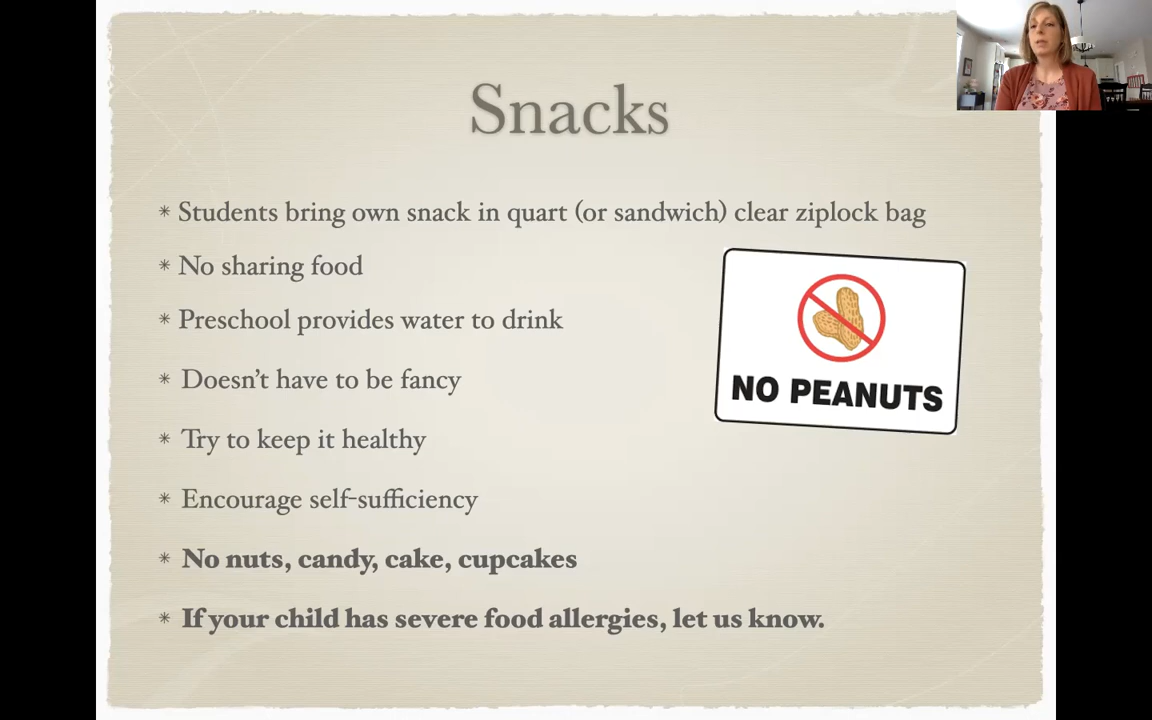 Snacks
* Students bring own snack in quart (or sandwich) clear ziplock bag
* No sharing food
* Preschool provides water to drink
* Doesn't have to be fancy
* Try to keep it healthy
* Encourage self-sufficiency
* No nuts, candy, cake, cupcakes
* If your child has severe food allergies, let us know.
NO PEANUTS